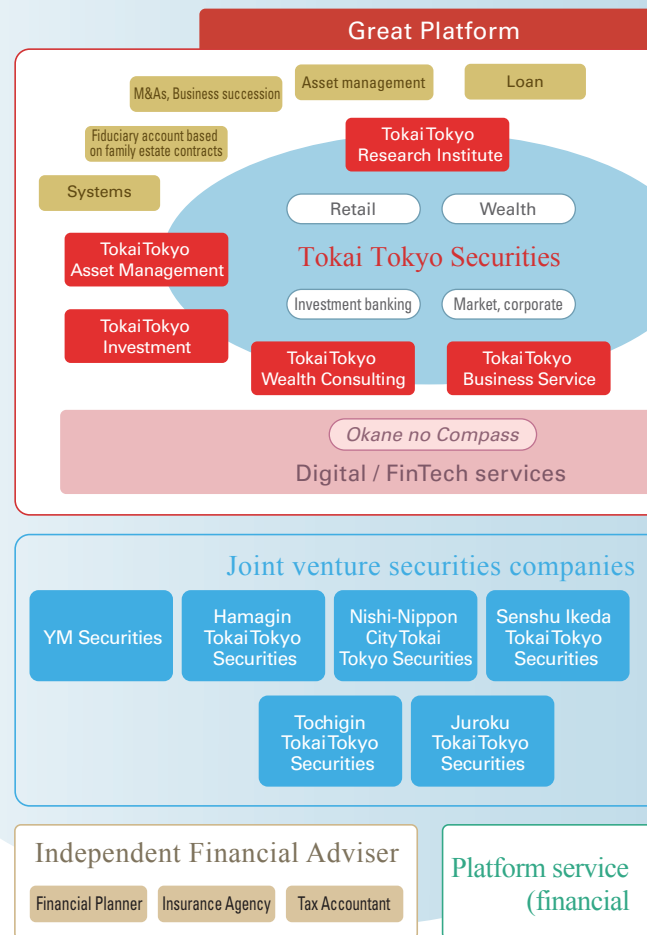 Great Platform
Asset management
Loan
M&As, Business succession
Fiduciary account based
on family estate contracts
Systems
Tokai Tokyo
Research Institute
Retail
Wealth
Tokai Tokyo Securities
Tokai Tokyo
Asset Management
Investment banking
Market, corporate
Tokai Tokyo
Investment
Tokai Tokyo
Wealth Consulting
Tokai Tokyo
Business Service
Okane no Compass
Digital / FinTech services
Joint venture securities companies
YM Securities
Hamagin
Tokai Tokyo
Securities
Nishi-Nippon
City Tokai
Tokyo Securities
Senshu Ikeda
Tokai Tokyo
Securities
Tochigin
Tokai Tokyo
Securities
Juroku
Tokai Tokyo
Securities
Independent Financial Adviser
Financial Planner
Insurance Agency
Tax Accountant
Platform service
(financial